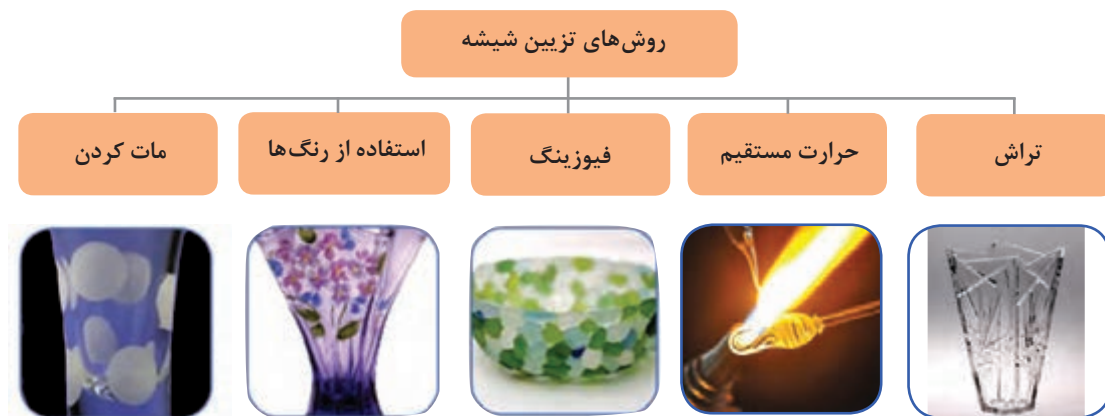 روش‌های تزیین شیشه
تراش
حرارت مستقیم
فیوزینگ
استفاده از رنگ‌ها
مات کردن